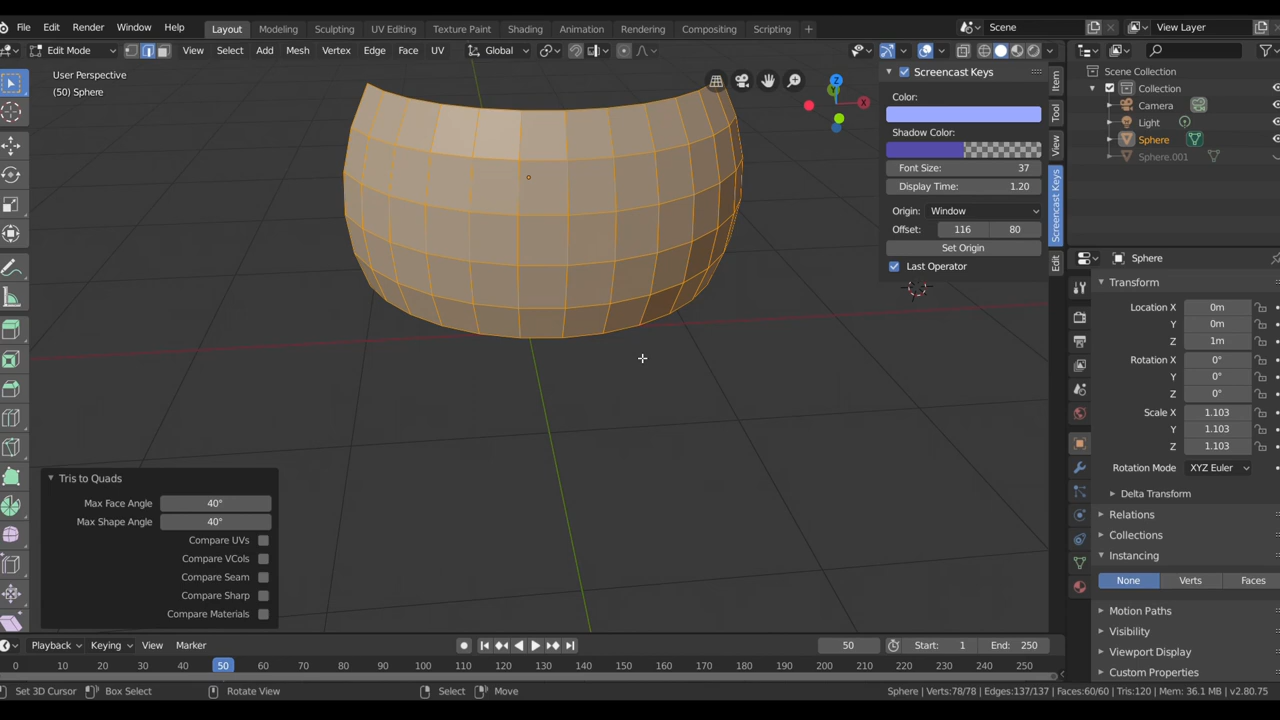 File Edit Render Window Help Layout Modeling Sculpting UV Editing Texture Paint Shading Animation Rendering Compositing Scripting + Scene View Layer
Edit Mode View Select Add Mesh Vertex Edge Face UV Global
User Perspective
(50) Sphere
Screencast Keys
Color:
Shadow Color:
Font Size: 37
Display Time: 1.20
Origin: Window
Offset: 116 80
Set Origin
Last Operator
Item
Tool
View
Screencast Keys
Edit
Z
Y
X
Scene Collection
Collection
Camera
Light
Sphere
Sphere.001
Sphere
Transform
Location X 0m
Y 0m
Z 1m
Rotation X 0°
Y 0°
Z 0°
Scale X 1.103
Y 1.103
Z 1.103
Rotation Mode XYZ Euler
Delta Transform
Relations
Collections
Instancing
None Verts Faces
Motion Paths
Visibility
Viewport Display
Custom Properties
Tris to Quads
Max Face Angle 40°
Max Shape Angle 40°
Compare UVs
Compare VCols
Compare Seam
Compare Sharp
Compare Materials
Playback Keying View Marker 50 Start: 1 End: 250
0 10 20 30 40 50 60 70 80 90 100 110 120 130 140 150 160 170 180 190 200 210 220 230 240 250
Set 3D Cursor Box Select Rotate View Select Move Sphere | Verts:78/78 | Edges:137/137 | Faces:60/60 | Tris:120 | Mem: 36.1 MB | v2.80.75